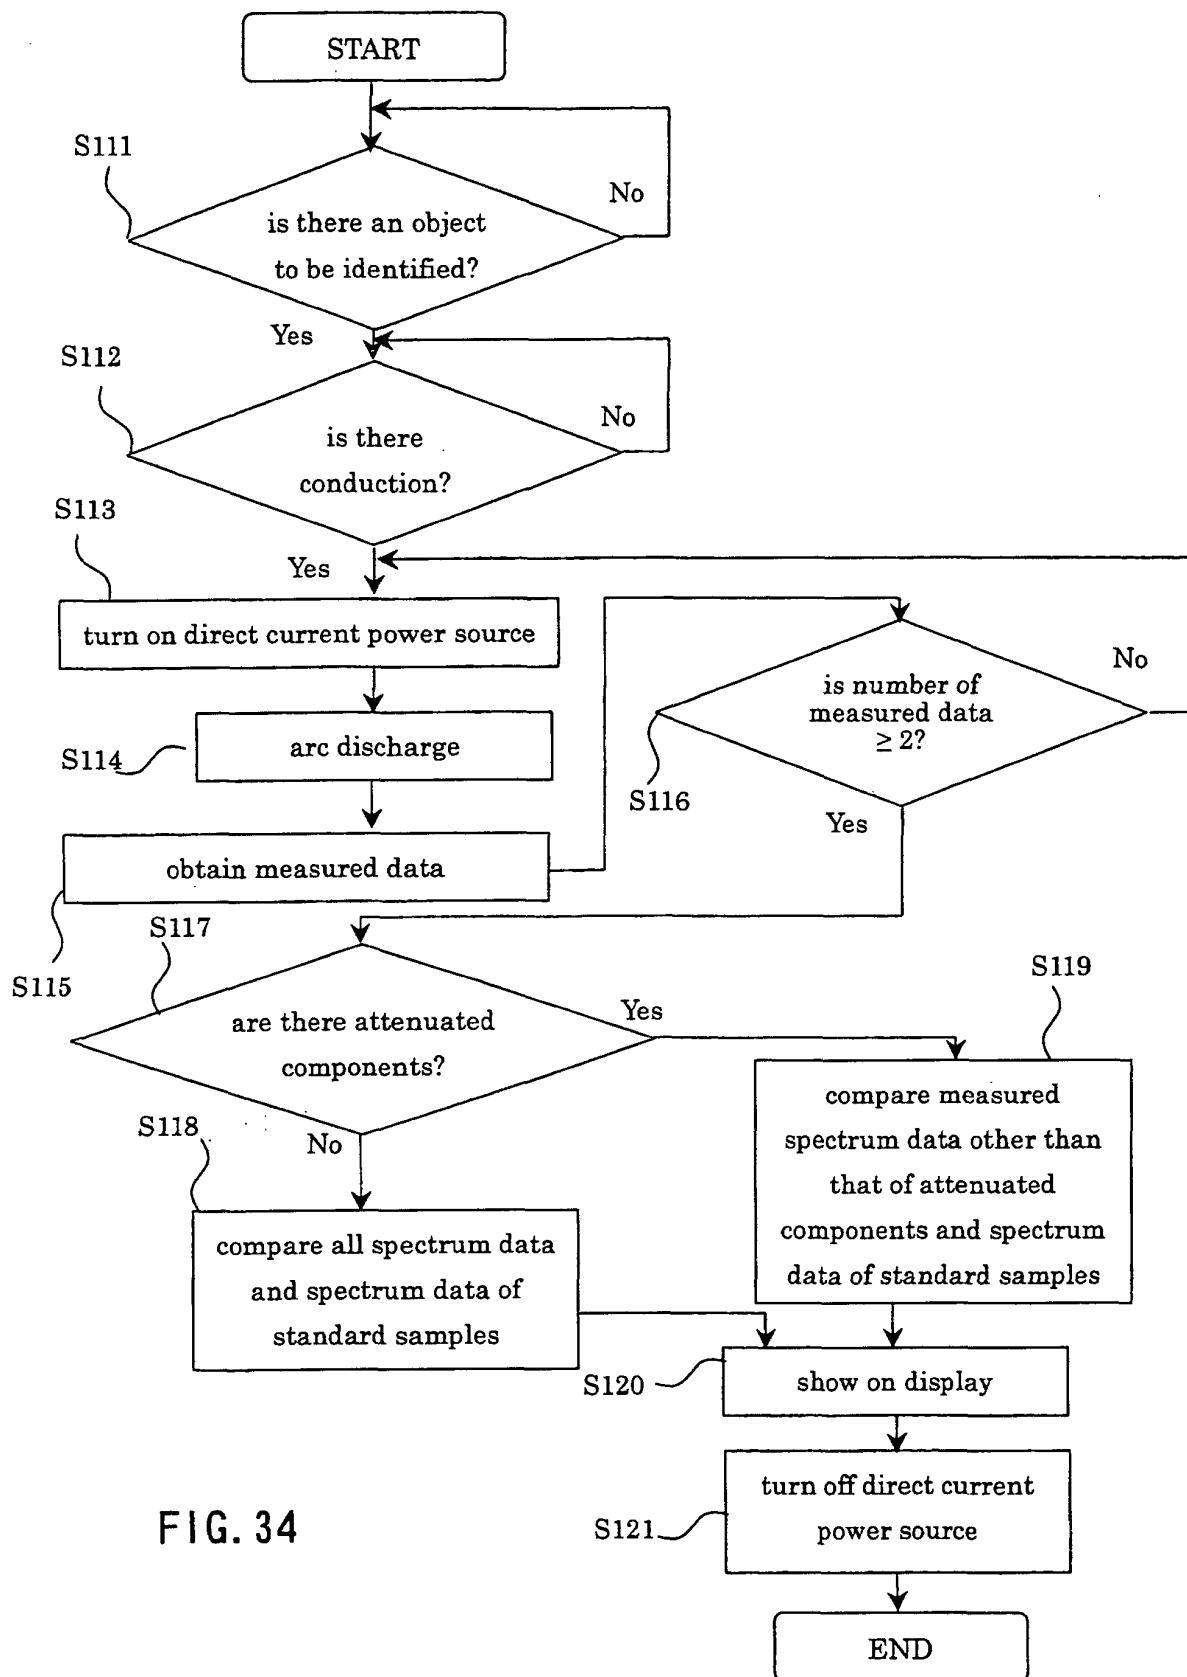 START
S111
is there an object
to be identified?
No
Yes
S112
is there
conduction?
No
Yes
S113
turn on direct current power source
S114
arc discharge
S115
obtain measured data
S116
is number of
measured data
≥ 2?
No
Yes
S117
are there attenuated
components?
Yes
No
S118
compare all spectrum data
and spectrum data of
standard samples
S119
compare measured
spectrum data other than
that of attenuated
components and spectrum
data of standard samples
S120
show on display
S121
turn off direct current
power source
END
FIG. 34